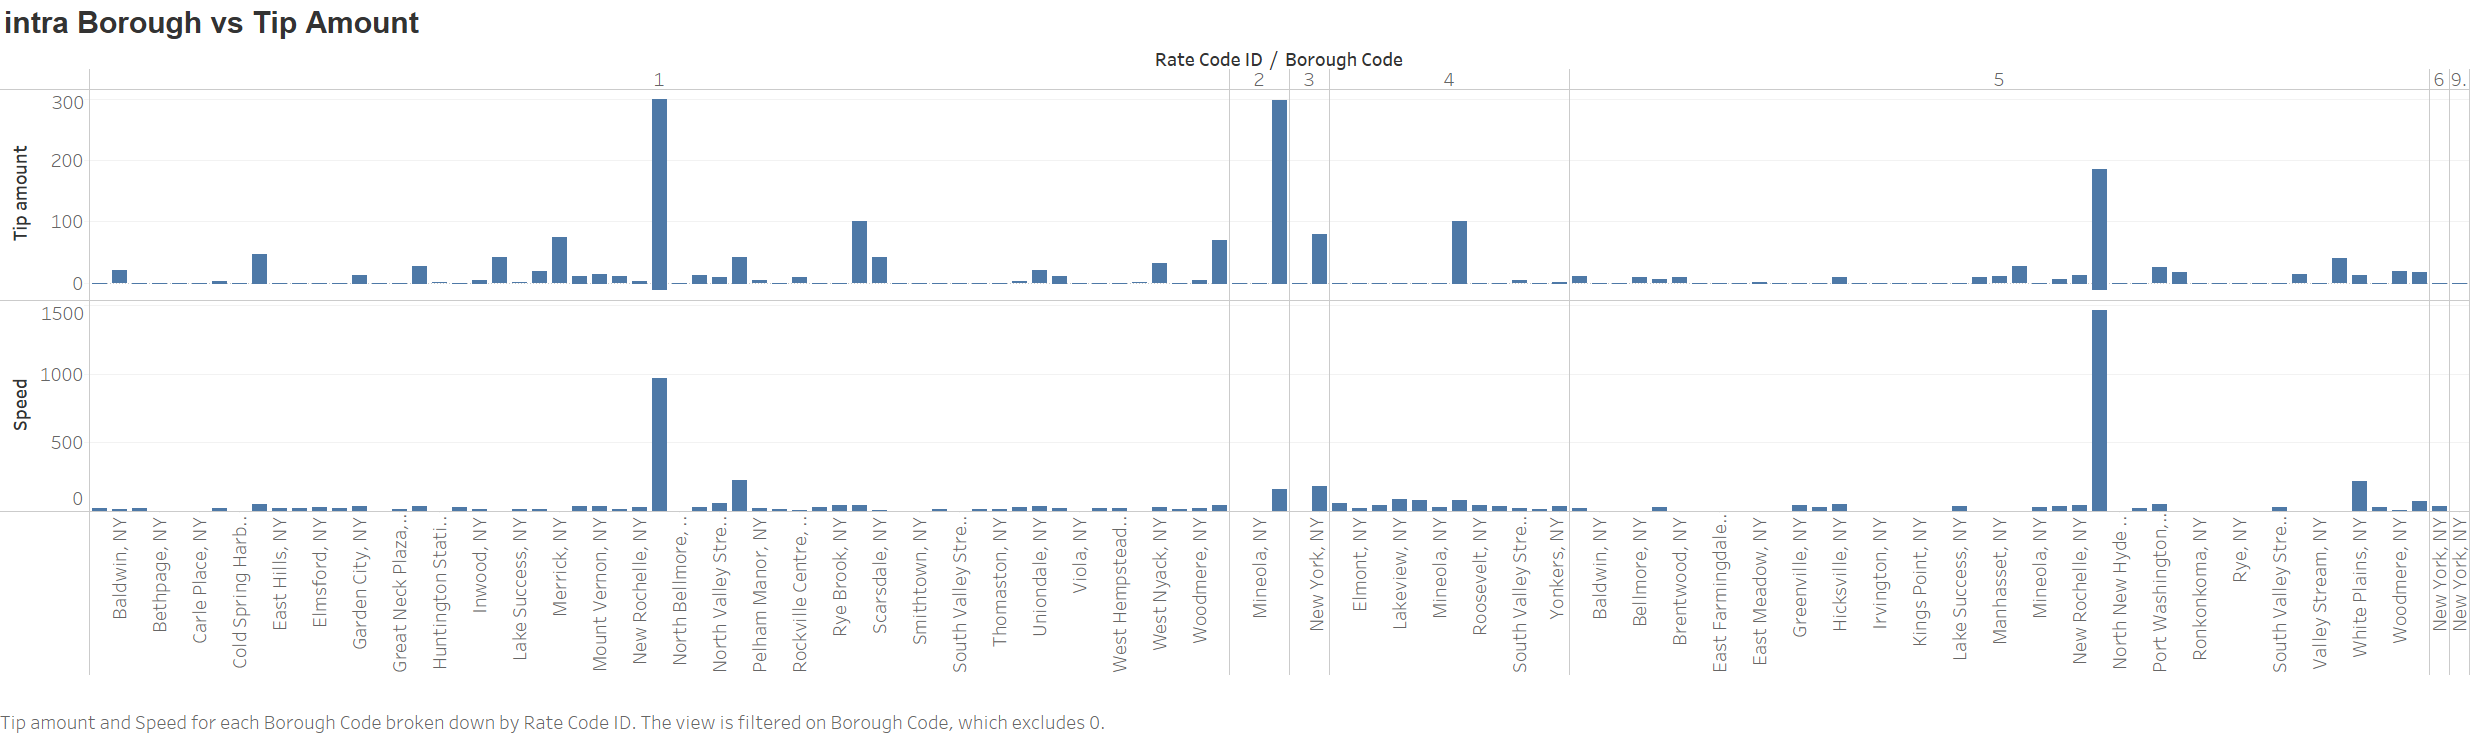 intra Borough vs Tip Amount
Rate Code ID / Borough Code
1 2 3 4 5 6 9.
Tip amount
300
200
100
0
Speed
1500
1000
500
0
Baldwin, NY
Bethpage, NY
Carle Place, NY
Cold Spring Harb..
East Hills, NY
Elmsford, NY
Garden City, NY
Great Neck Plaza,..
Huntington Stati..
Inwood, NY
Lake Success, NY
Merrick, NY
Mount Vernon, NY
New Rochelle, NY
North Bellmore, ..
North Valley Stre..
Pelham Manor, NY
Rockville Centre, ..
Rye Brook, NY
Scarsdale, NY
Smithtown, NY
South Valley Stre..
Thomaston, NY
Uniondale, NY
Viola, NY
West Hempstead..
West Nyack, NY
Woodmere, NY
Mineola, NY
New York, NY
Elmont, NY
Lakeview, NY
Mineola, NY
Roosevelt, NY
South Valley Stre..
Yonkers, NY
Baldwin, NY
Bellmore, NY
Brentwood, NY
East Farmingdale..
East Meadow, NY
Greenville, NY
Hicksville, NY
Irvington, NY
Kings Point, NY
Lake Success, NY
Manhasset, NY
Mineola, NY
New Rochelle, NY
North New Hyde ..
Port Washington,..
Ronkonkoma, NY
Rye, NY
South Valley Stre..
Valley Stream, NY
White Plains, NY
Woodmere, NY
New York, NY
New York, NY
Tip amount and Speed for each Borough Code broken down by Rate Code ID. The view is filtered on Borough Code, which excludes 0.